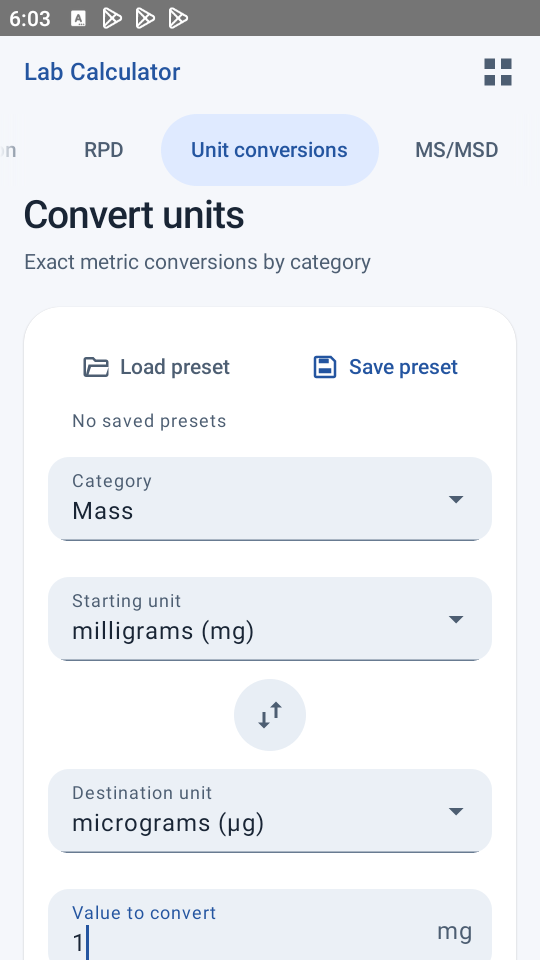 6:03
Lab Calculator
on RPD Unit conversions MS/MSD
Convert units
Exact metric conversions by category
Load preset Save preset
No saved presets
Category
Mass
Starting unit
milligrams (mg)
Destination unit
micrograms (µg)
Value to convert
1 mg